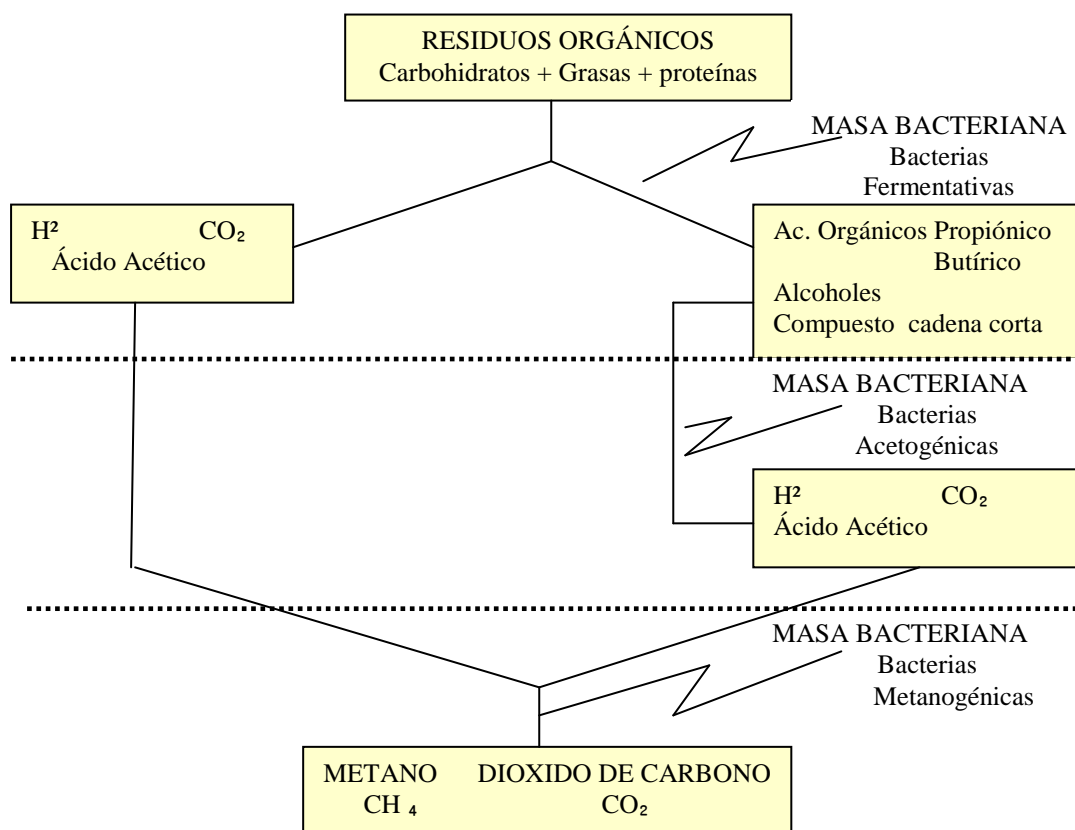 RESIDUOS ORGÁNICOS
Carbohidratos + Grasas + proteínas
MASA BACTERIANA
Bacterias
Fermentativas
H² CO₂
Ácido Acético
Ac. Orgánicos Propiónico
Butírico
Alcoholes
Compuesto cadena corta
MASA BACTERIANA
Bacterias
Acetogénicas
H² CO₂
Ácido Acético
MASA BACTERIANA
Bacterias
Metanogénicas
METANO DIOXIDO DE CARBONO
CH ₄ CO₂